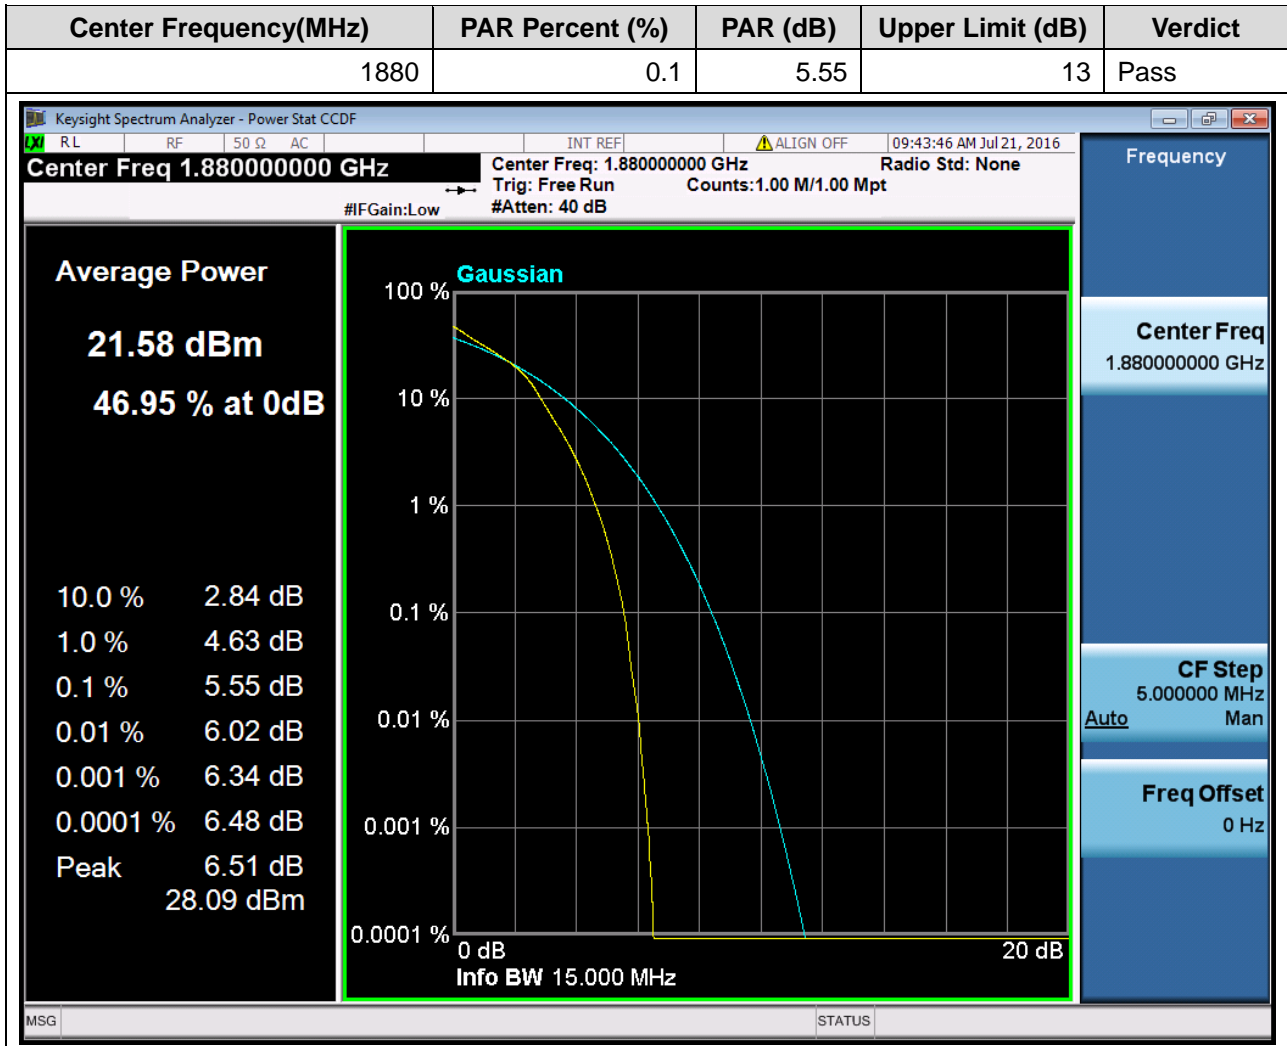 Center Frequency(MHz) PAR Percent (%) PAR (dB) Upper Limit (dB) Verdict
1880 0.1 5.55 13 Pass
Keysight Spectrum Analyzer - Power Stat CCDF
LXI RL RF 50 Ω AC INT REF ALIGN OFF 09:43:46 AM Jul 21, 2016
Center Freq 1.880000000 GHz
Center Freq: 1.880000000 GHz Radio Std: None
Trig: Free Run Counts:1.00 M/1.00 Mpt
#IFGain:Low #Atten: 40 dB
Frequency
Average Power
21.58 dBm
46.95 % at 0dB
10.0 % 2.84 dB
1.0 % 4.63 dB
0.1 % 5.55 dB
0.01 % 6.02 dB
0.001 % 6.34 dB
0.0001 % 6.48 dB
Peak 6.51 dB
28.09 dBm
Gaussian
100 %
10 %
1 %
0.1 %
0.01 %
0.001 %
0.0001 %
0 dB 20 dB
Info BW 15.000 MHz
Center Freq
1.880000000 GHz
CF Step
5.000000 MHz
Auto Man
Freq Offset
0 Hz
MSG STATUS